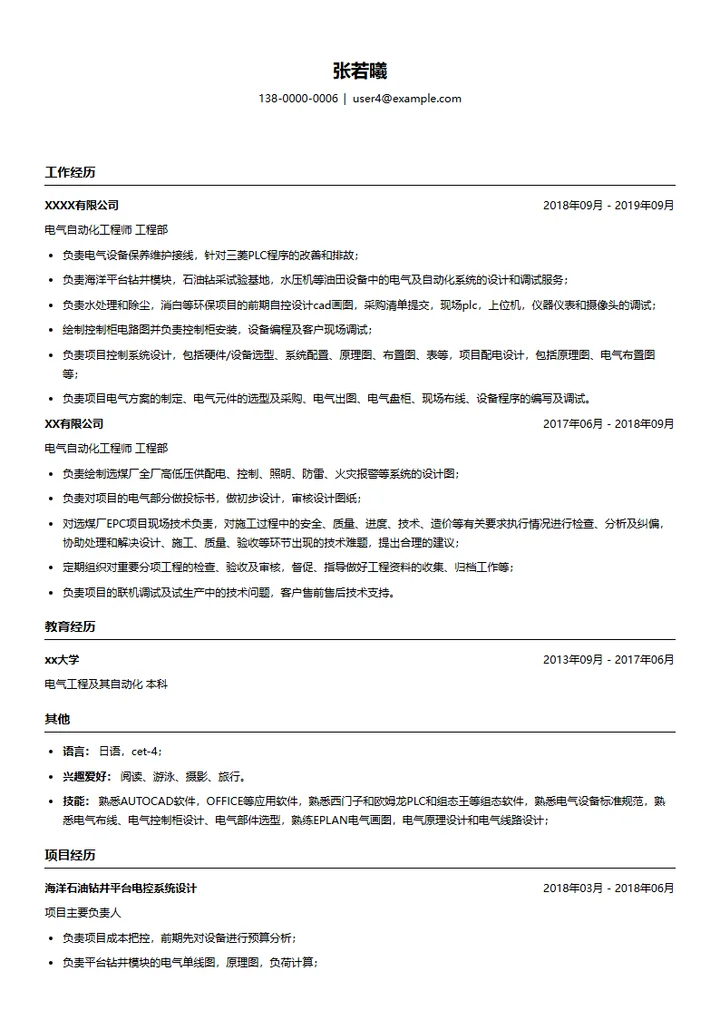 张若曦
138-0000-0006 | user4@example.com
工作经历
XXXX有限公司 2018年09月 - 2019年09月
电气自动化工程师 工程部
• 负责电气设备保养维护接线，针对三菱PLC程序的改善和排故；
• 负责海洋平台钻井模块，石油钻采试验基地，水压机等油田设备中的电气及自动化系统的设计和调试服务；
• 负责水处理和除尘，消白等环保项目的前期自控设计cad画图，采购清单提交，现场plc，上位机，仪器仪表和摄像头的调试；
• 绘制控制柜电路图并负责控制柜安装，设备编程及客户现场调试；
• 负责项目控制系统设计，包括硬件/设备选型、系统配置、原理图、布置图、表等，项目配电设计，包括原理图、电气布置图
等；
• 负责项目电气方案的制定、电气元件的选型及采购、电气出图、电气盘柜、现场布线、设备程序的编写及调试。
XX有限公司 2017年06月 - 2018年09月
电气自动化工程师 工程部
• 负责绘制选煤厂全厂高低压供配电、控制、照明、防雷、火灾报警等系统的设计图；
• 负责对项目的电气部分做投标书，做初步设计，审核设计图纸；
• 对选煤厂EPC项目现场技术负责，对施工过程中的安全、质量、进度、技术、造价等有关要求执行情况进行检查、分析及纠偏，
协助处理和解决设计、施工、质量、验收等环节出现的技术难题，提出合理的建议；
• 定期组织对重要分项工程的检查、验收及审核，督促、指导做好工程资料的收集、归档工作等；
• 负责项目的联机调试及试生产中的技术问题，客户售前售后技术支持。
教育经历
xx大学 2013年09月 - 2017年06月
电气工程及其自动化 本科
其他
• 语言： 日语，cet-4；
• 兴趣爱好： 阅读、游泳、摄影、旅行。
• 技能： 熟悉AUTOCAD软件，OFFICE等应用软件，熟悉西门子和欧姆龙PLC和组态王等组态软件，熟悉电气设备标准规范，熟
悉电气布线、电气控制柜设计、电气部件选型，熟练EPLAN电气画图，电气原理设计和电气线路设计；
项目经历
海洋石油钻井平台电控系统设计 2018年03月 - 2018年06月
项目主要负责人
• 负责项目成本把控，前期先对设备进行预算分析；
• 负责平台钻井模块的电气单线图，原理图，负荷计算；